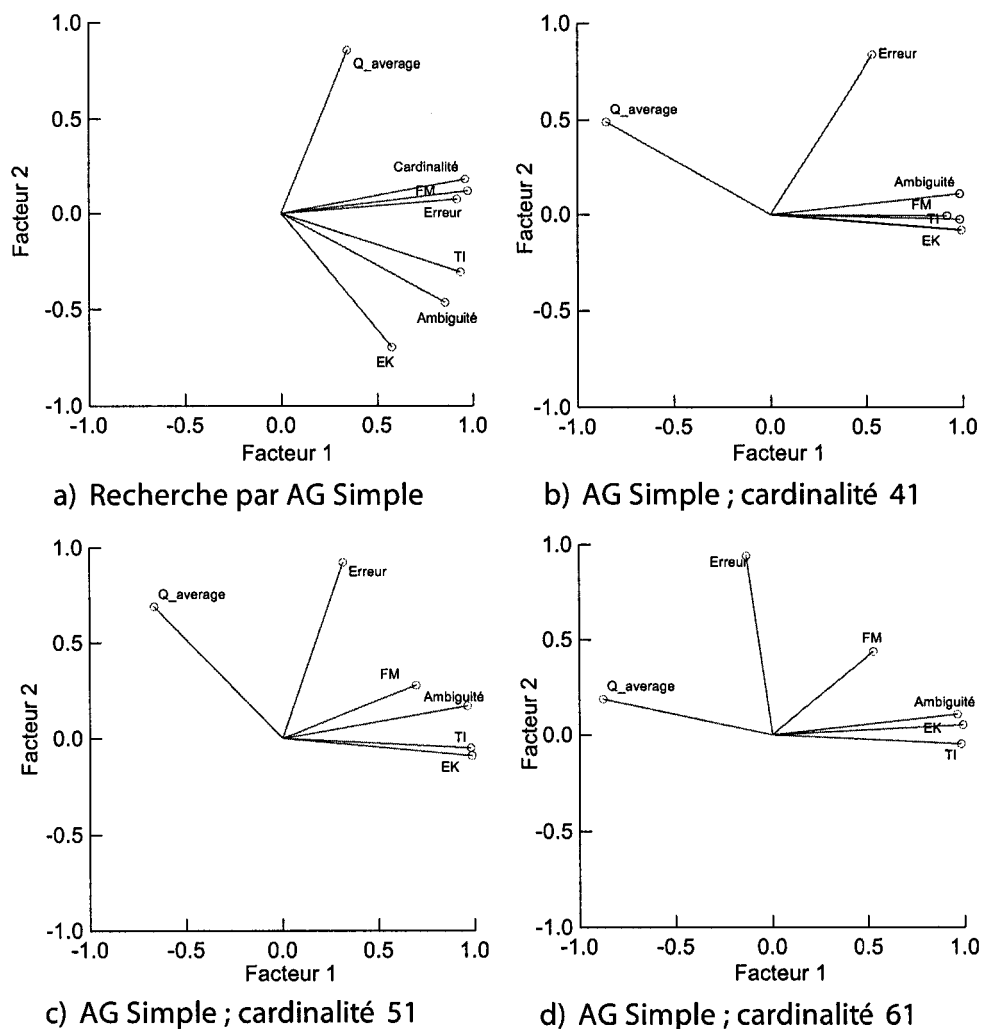 1.0
Q_average
0.5
Cardinalité
FM
Erreur
0.0
TI
Ambiguité
EK
-0.5
-1.0
-1.0 -0.5 0.0 0.5 1.0
Facteur 1
Facteur 2
a) Recherche par AG Simple
1.0
Erreur
Q_average
0.5
Ambiguité
FM
TI
EK
0.0
-0.5
-1.0
-1.0 -0.5 0.0 0.5 1.0
Facteur 1
Facteur 2
b) AG Simple ; cardinalité 41
1.0
Erreur
Q_average
0.5
FM
Ambiguité
TI
EK
0.0
-0.5
-1.0
-1.0 -0.5 0.0 0.5 1.0
Facteur 1
Facteur 2
c) AG Simple ; cardinalité 51
1.0
Erreur
0.5
FM
Q_average
Ambiguité
EK
TI
0.0
-0.5
-1.0
-1.0 -0.5 0.0 0.5 1.0
Facteur 1
Facteur 2
d) AG Simple ; cardinalité 61